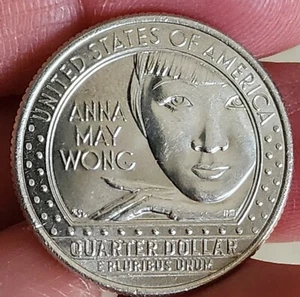 UNITED STATES OF AMERICA
ANNA
MAY
WONG
QUARTER DOLLAR
E PLURIBUS UNUM